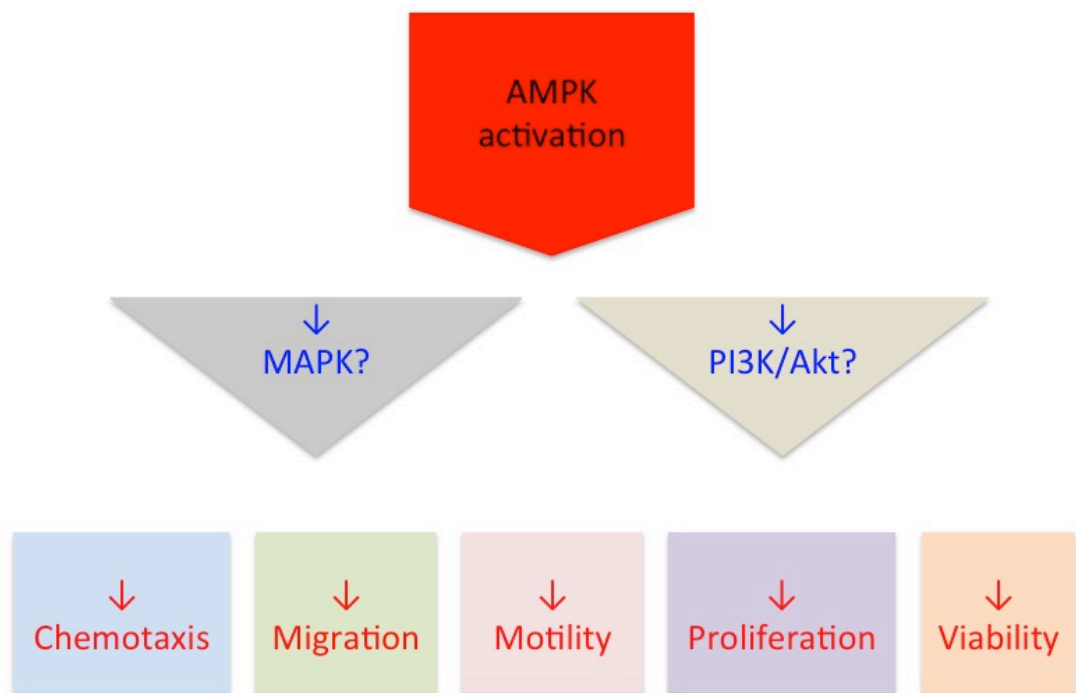 AMPK
activation
↓ ↓
MAPK? PI3K/Akt?
↓ ↓ ↓ ↓ ↓
Chemotaxis Migration Motility Proliferation Viability